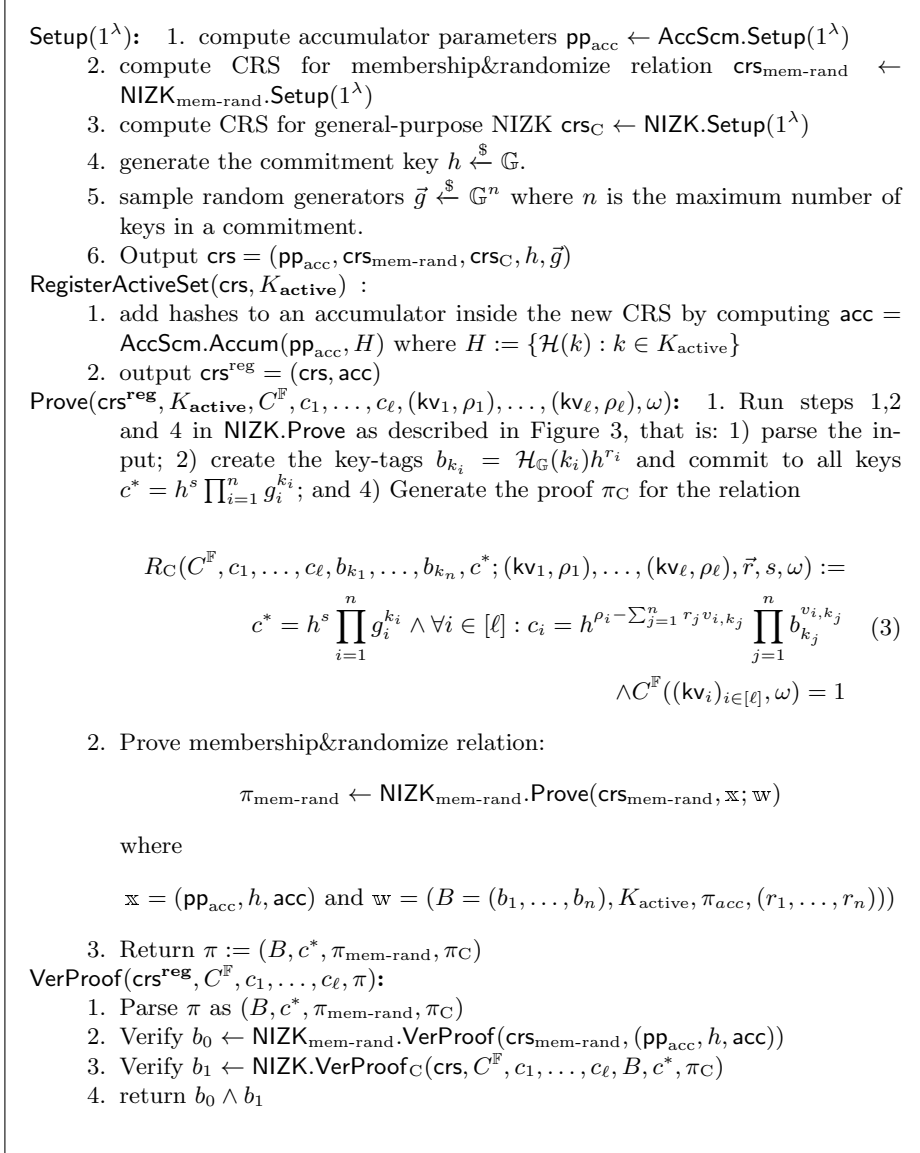 Setup(1^λ): 1. compute accumulator parameters pp_acc ← AccScm.Setup(1^λ)
2. compute CRS for membership&randomize relation crs_mem-rand ←
NIZK_mem-rand.Setup(1^λ)
3. compute CRS for general-purpose NIZK crs_C ← NIZK.Setup(1^λ)
4. generate the commitment key h ←$ 𝔾.
5. sample random generators g⃗ ←$ 𝔾^n where n is the maximum number of
keys in a commitment.
6. Output crs = (pp_acc, crs_mem-rand, crs_C, h, g⃗)
RegisterActiveSet(crs, K_active) :
1. add hashes to an accumulator inside the new CRS by computing acc =
AccScm.Accum(pp_acc, H) where H := {ℋ(k) : k ∈ K_active}
2. output crs^reg = (crs, acc)
Prove(crs^reg, K_active, C^𝔽, c_1, …, c_ℓ, (kv_1, ρ_1), …, (kv_ℓ, ρ_ℓ), ω): 1. Run steps 1,2
and 4 in NIZK.Prove as described in Figure 3, that is: 1) parse the in-
put; 2) create the key-tags b_{k_i} = ℋ_𝔾(k_i)h^{r_i} and commit to all keys
c^* = h^s ∏_{i=1}^n g_i^{k_i}; and 4) Generate the proof π_C for the relation
R_C(C^𝔽, c_1, …, c_ℓ, b_{k_1}, …, b_{k_n}, c^*; (kv_1, ρ_1), …, (kv_ℓ, ρ_ℓ), r⃗, s, ω) :=
c^* = h^s ∏_{i=1}^n g_i^{k_i} ∧ ∀i ∈ [ℓ] : c_i = h^{ρ_i − ∑_{j=1}^n r_j v_{i,k_j}} ∏_{j=1}^n b_{k_j}^{v_{i,k_j}} (3)
∧C^𝔽((kv_i)_{i∈[ℓ]}, ω) = 1
2. Prove membership&randomize relation:
π_mem-rand ← NIZK_mem-rand.Prove(crs_mem-rand, 𝕩; 𝕨)
where
𝕩 = (pp_acc, h, acc) and 𝕨 = (B = (b_1, …, b_n), K_active, π_acc, (r_1, …, r_n)))
3. Return π := (B, c^*, π_mem-rand, π_C)
VerProof(crs^reg, C^𝔽, c_1, …, c_ℓ, π):
1. Parse π as (B, c^*, π_mem-rand, π_C)
2. Verify b_0 ← NIZK_mem-rand.VerProof(crs_mem-rand, (pp_acc, h, acc))
3. Verify b_1 ← NIZK.VerProof_C(crs, C^𝔽, c_1, …, c_ℓ, B, c^*, π_C)
4. return b_0 ∧ b_1